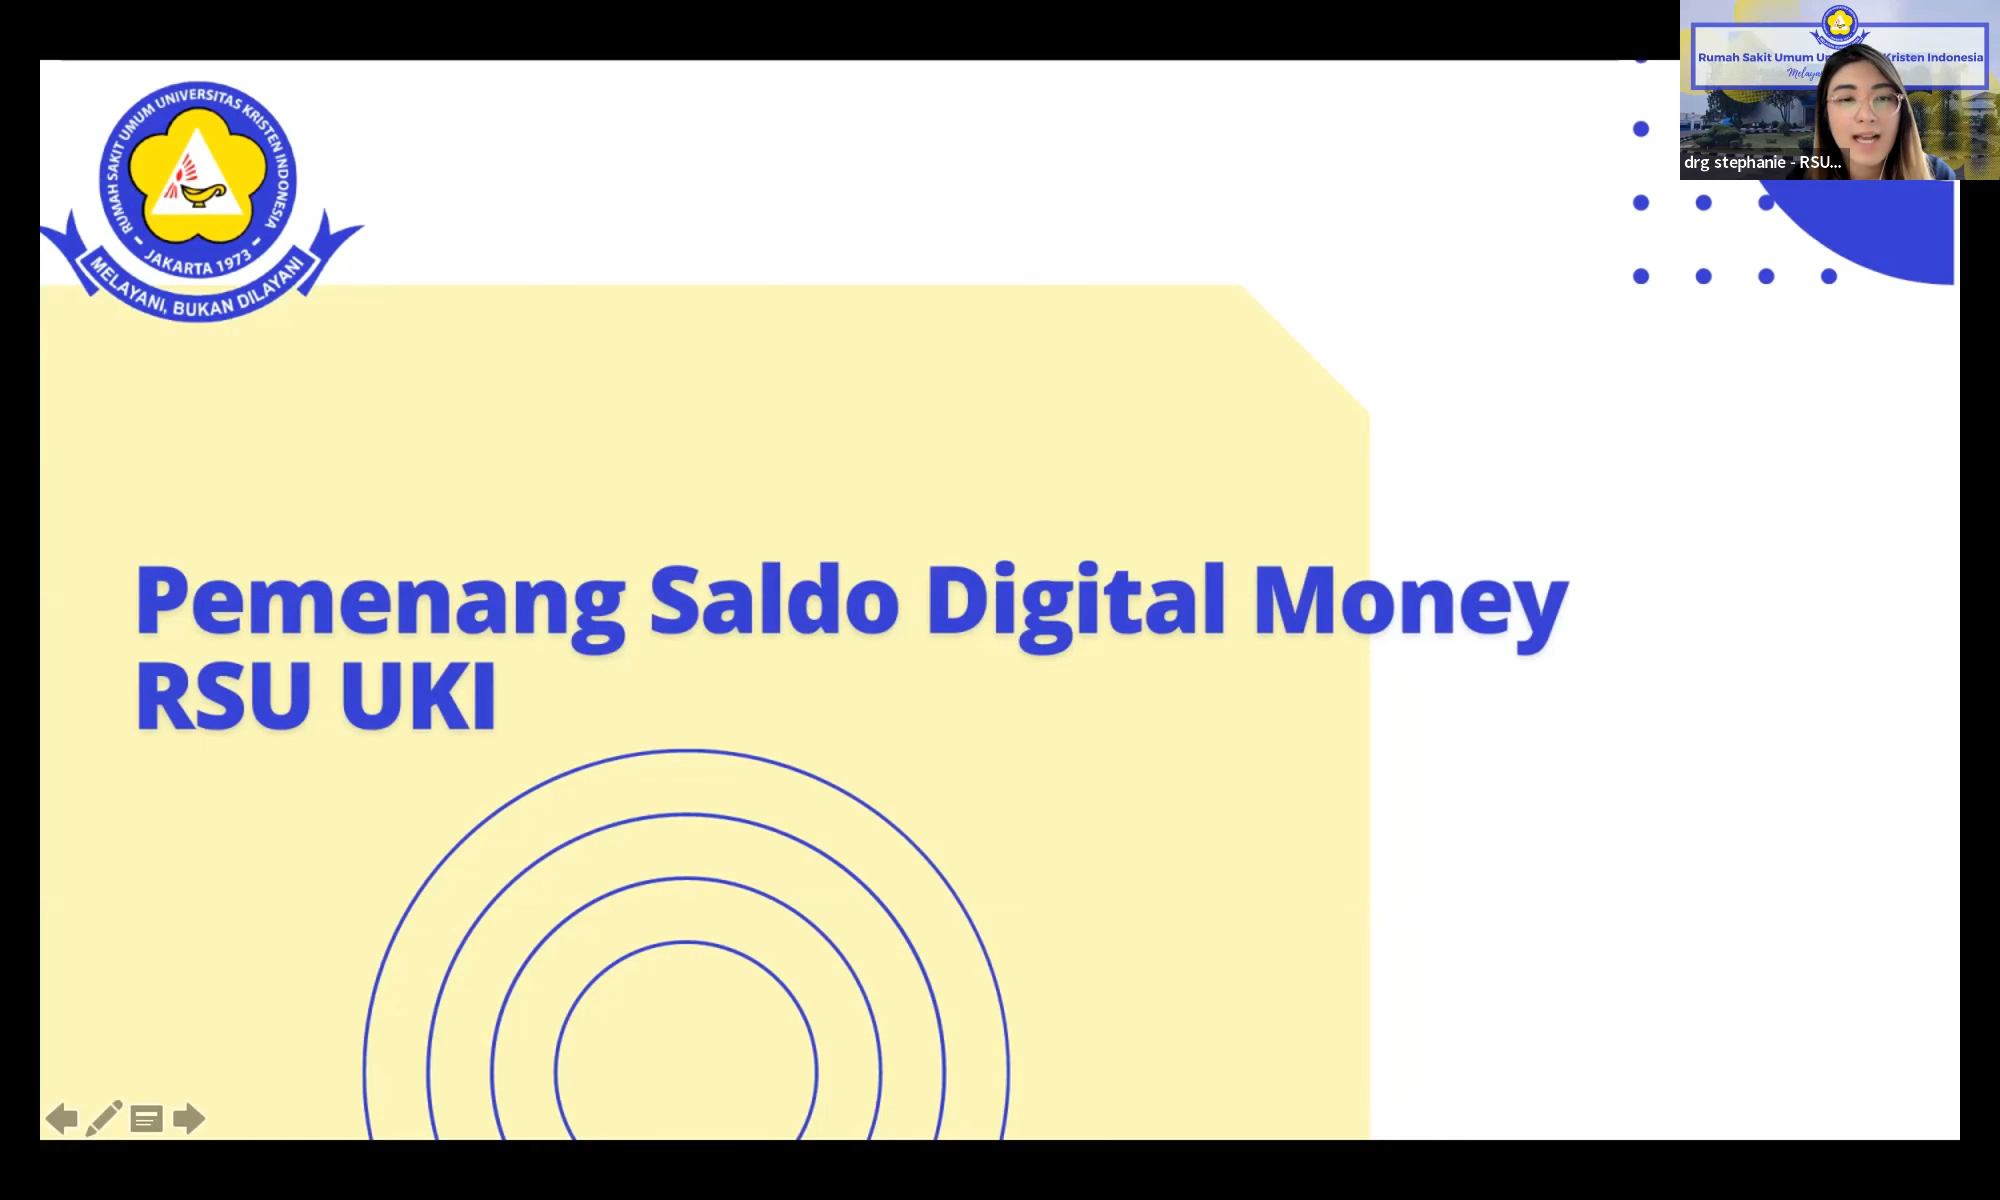 RUMAH SAKIT UMUM UNIVERSITAS KRISTEN INDONESIA
– JAKARTA 1973 –
MELAYANI, BUKAN DILAYANI
Rumah Sakit Umum Kristen Indonesia
drg stephanie - RSU...
Pemenang Saldo Digital Money
RSU UKI